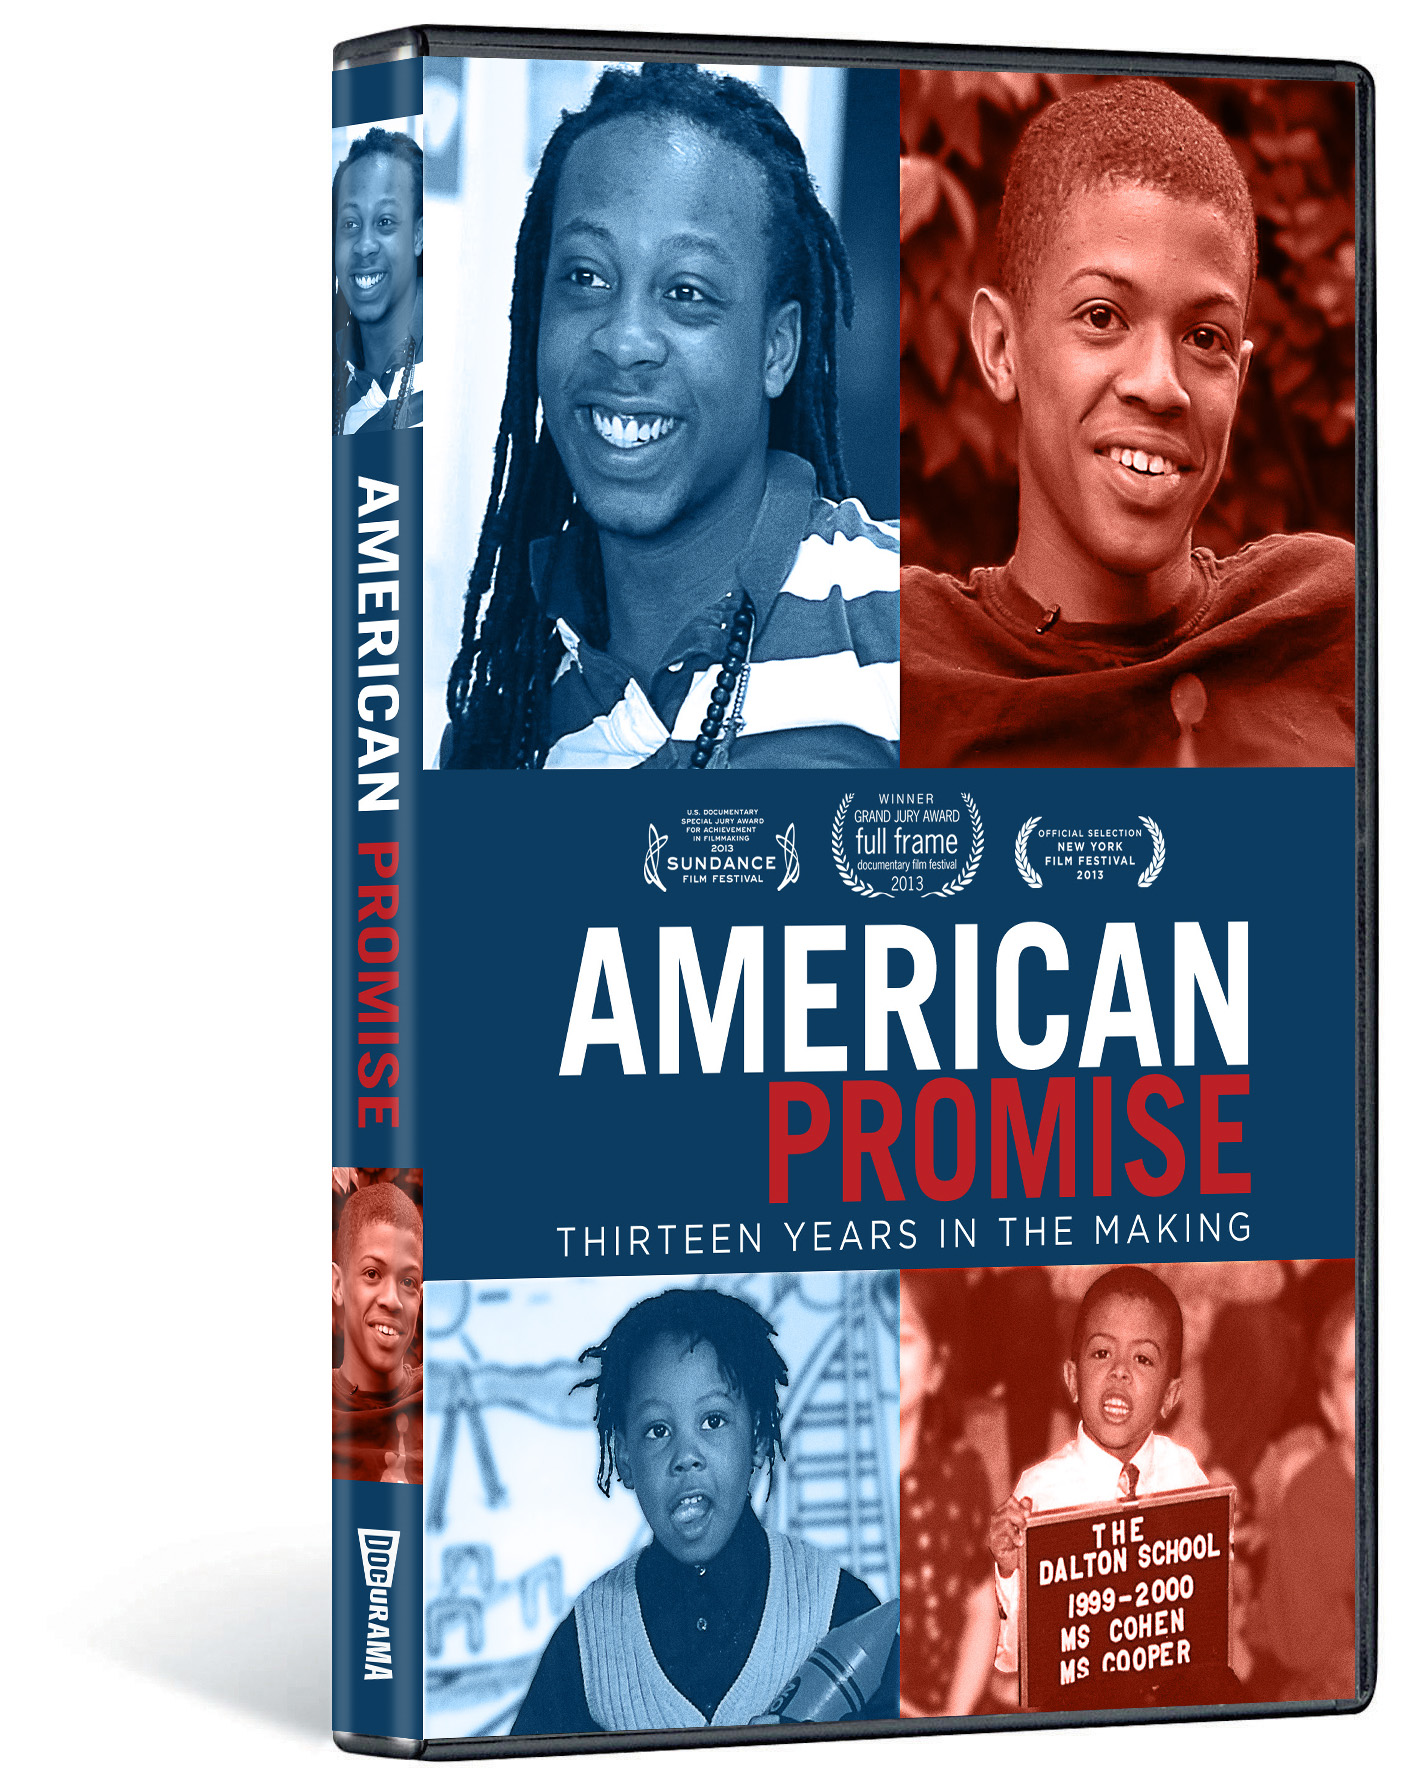 AMERICAN PROMISE
DOCURAMA
U.S. DOCUMENTARY
SPECIAL JURY AWARD
FOR ACHIEVEMENT
IN FILMMAKING
2013
SUNDANCE
FILM FESTIVAL
WINNER
GRAND JURY AWARD
full frame
documentary film festival
2013
OFFICIAL SELECTION
NEW YORK
FILM FESTIVAL
2013
AMERICAN
PROMISE
THIRTEEN YEARS IN THE MAKING
THE
DALTON SCHOOL
1999-2000
MS COHEN
MS COOPER